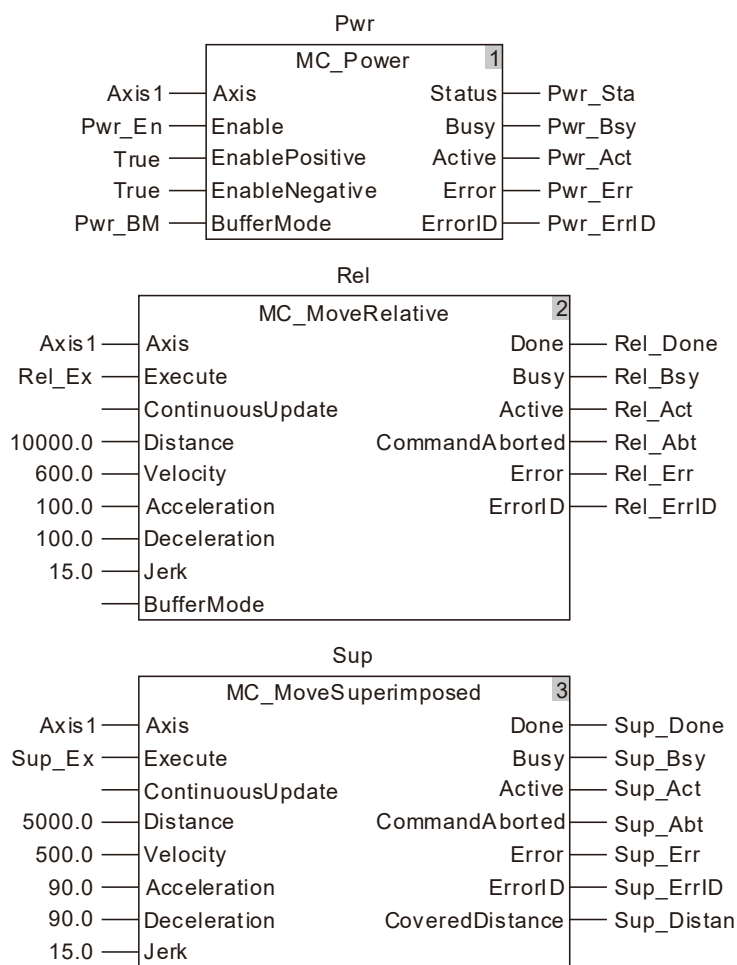 Pwr
MC_Power 1
Axis1 Axis Status Pwr_Sta
Pwr_En Enable Busy Pwr_Bsy
True EnablePositive Active Pwr_Act
True EnableNegative Error Pwr_Err
Pwr_BM BufferMode ErrorID Pwr_ErrID
Rel
MC_MoveRelative 2
Axis1 Axis Done Rel_Done
Rel_Ex Execute Busy Rel_Bsy
ContinuousUpdate Active Rel_Act
10000.0 Distance CommandAborted Rel_Abt
600.0 Velocity Error Rel_Err
100.0 Acceleration ErrorID Rel_ErrID
100.0 Deceleration
15.0 Jerk
BufferMode
Sup
MC_MoveSuperimposed 3
Axis1 Axis Done Sup_Done
Sup_Ex Execute Busy Sup_Bsy
ContinuousUpdate Active Sup_Act
5000.0 Distance CommandAborted Sup_Abt
500.0 Velocity Error Sup_Err
90.0 Acceleration ErrorID Sup_ErrID
90.0 Deceleration CoveredDistance Sup_Distan
15.0 Jerk